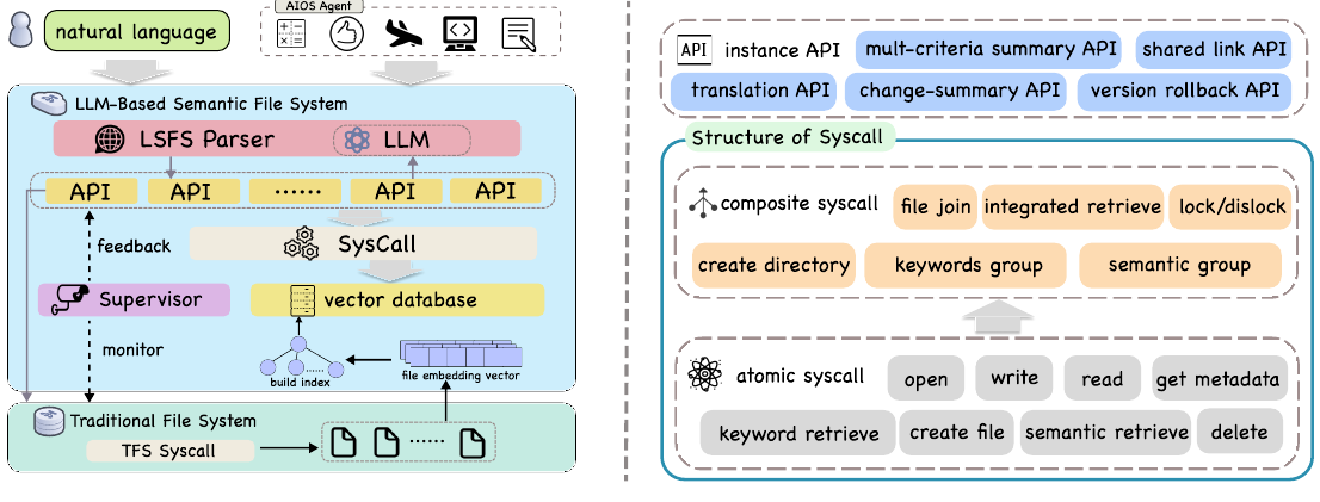 AIOS Agent
natural language
LLM-Based Semantic File System
LSFS Parser
LLM
API
API
......
API
API
feedback
SysCall
Supervisor
vector database
monitor
......
build index
file embedding vector
Traditional File System
TFS Syscall
......
API
instance API
mult-criteria summary API
shared link API
translation API
change-summary API
version rollback API
Structure of Syscall
composite syscall
file join
integrated retrieve
lock/dislock
create directory
keywords group
semantic group
atomic syscall
open
write
read
get metadata
keyword retrieve
create file
semantic retrieve
delete